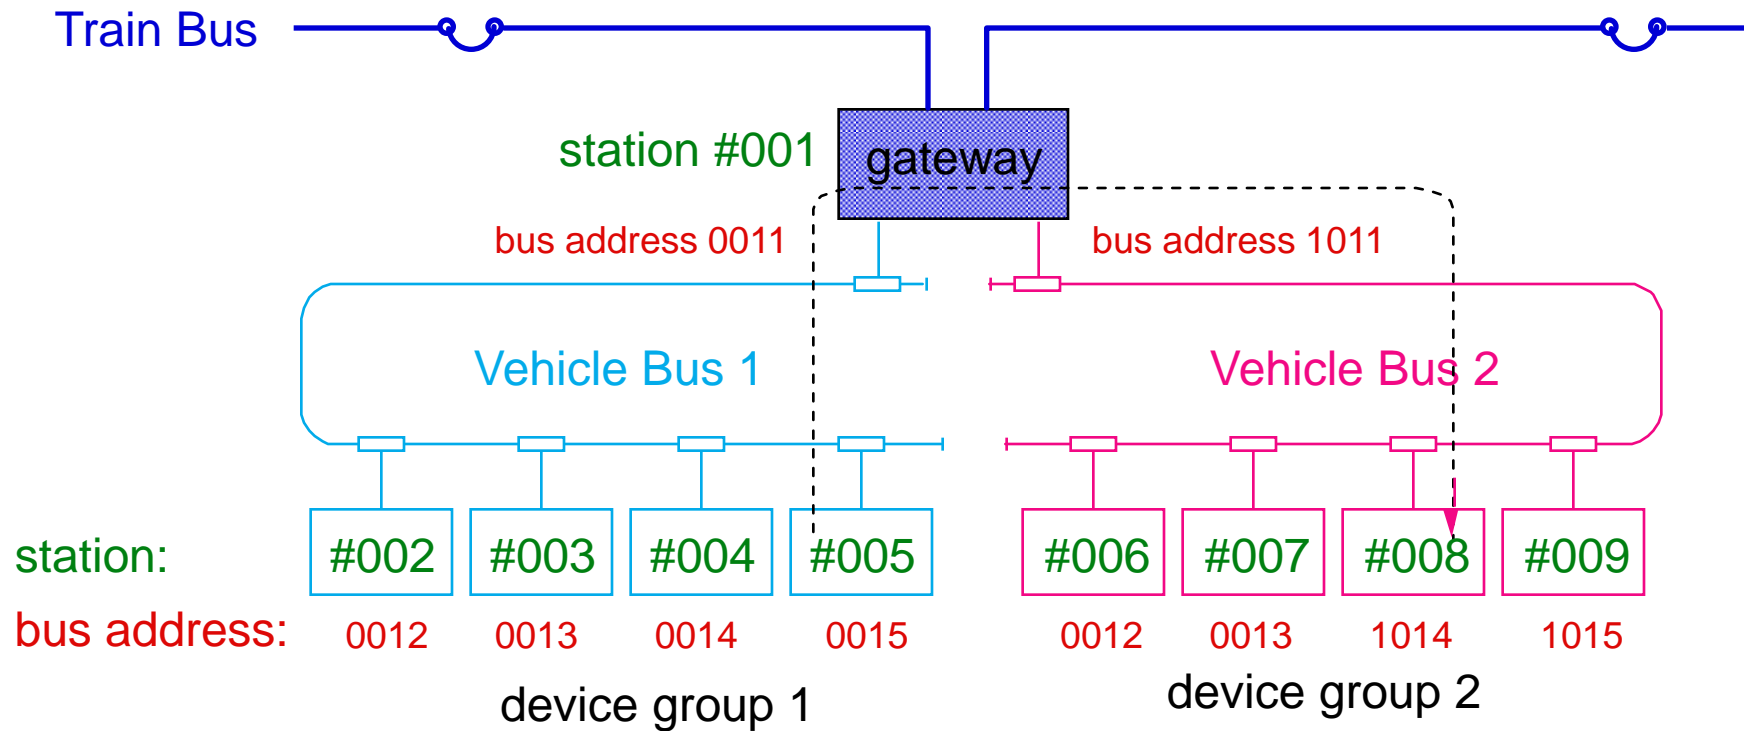 Train Bus
station #001
gateway
bus address 0011
bus address 1011
Vehicle Bus 1
Vehicle Bus 2
station: #002 #003 #004 #005 #006 #007 #008 #009
bus address: 0012 0013 0014 0015 0012 0013 1014 1015
device group 1
device group 2